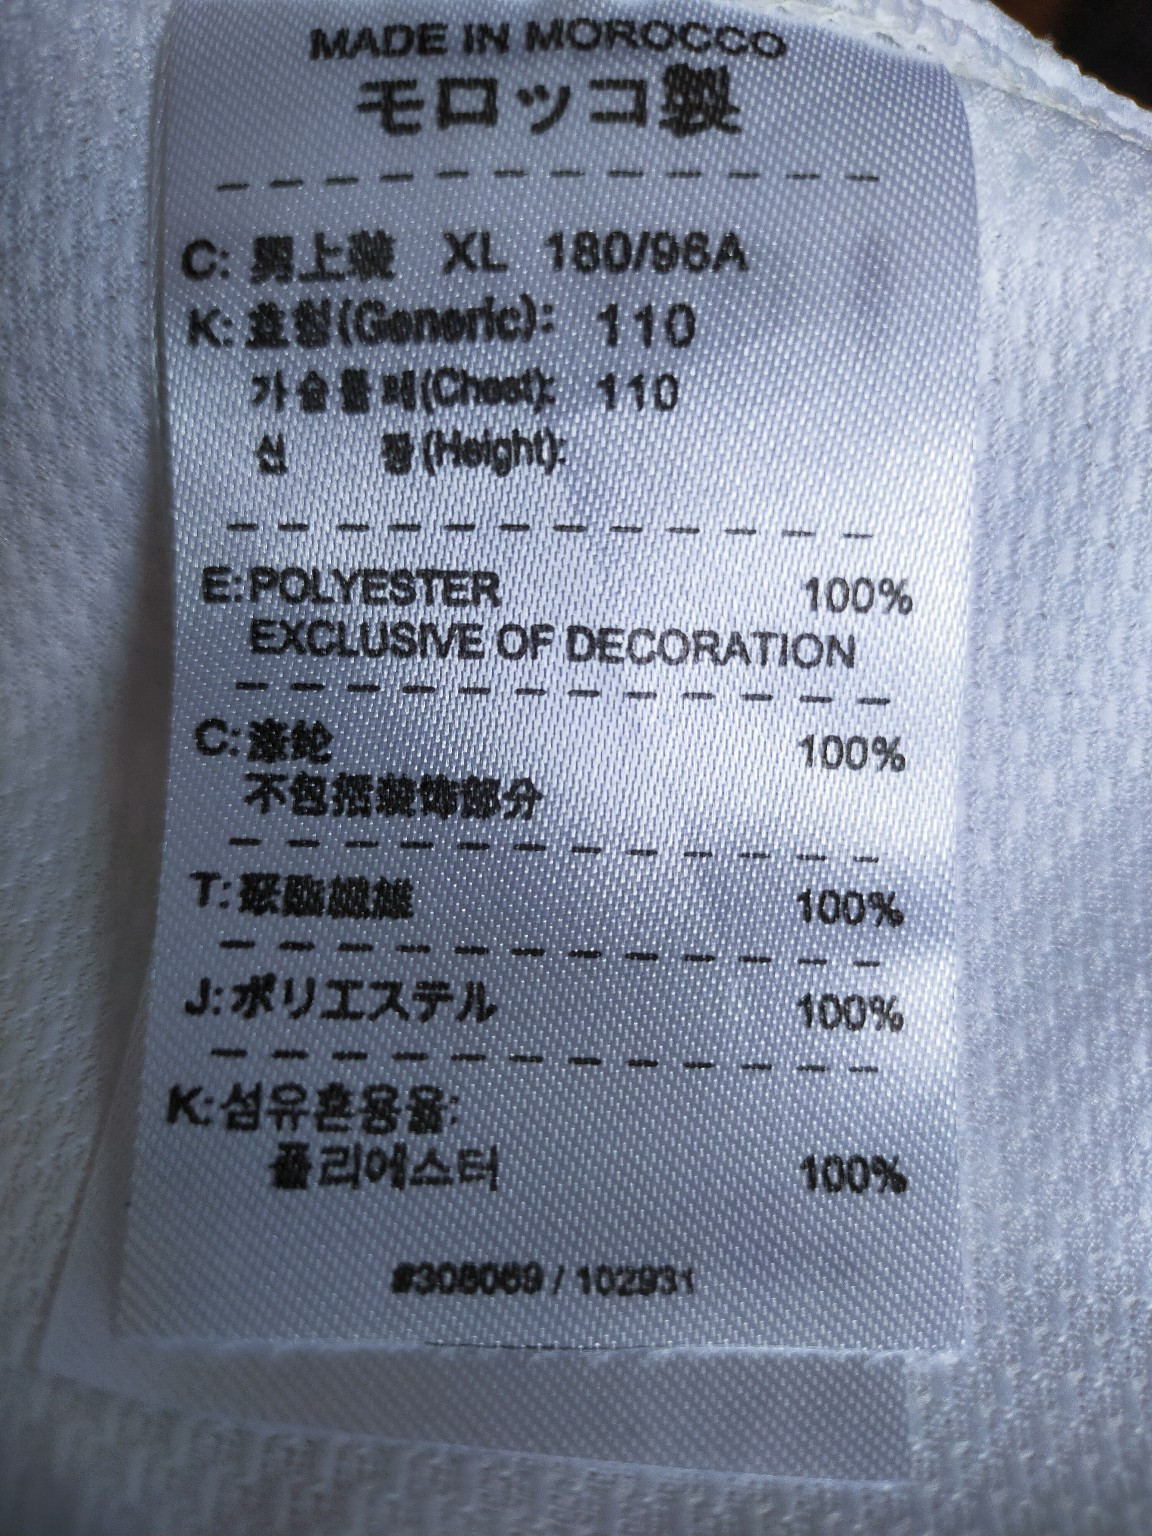 MADE IN MOROCCO
モロッコ製
C: 男上装 XL 180/96A
K: 호칭(Generic): 110
가슴둘레(Chest): 110
신 장(Height):
E: POLYESTER 100%
EXCLUSIVE OF DECORATION
C: 涤纶 100%
不包括装饰部分
T: 聚酯纖維 100%
J: ポリエステル 100%
K: 섬유혼용율:
폴리에스터 100%
#308069 / 102931